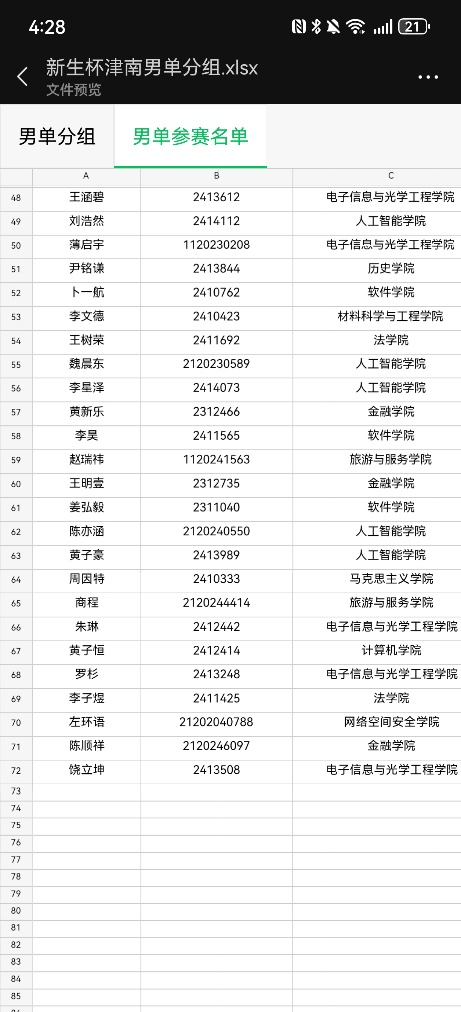 4:28
21
新生杯津南男单分组.xlsx
文件预览
男单分组 男单参赛名单
A B C
48 王涵碧 2413612 电子信息与光学工程学院
49 刘浩然 2414112 人工智能学院
50 薄启宇 1120230208 电子信息与光学工程学院
51 尹铭谦 2413844 历史学院
52 卜一航 2410762 软件学院
53 李文德 2410423 材料科学与工程学院
54 王树荣 2411692 法学院
55 魏晨东 2120230589 人工智能学院
56 李星泽 2414073 人工智能学院
57 黄新乐 2312466 金融学院
58 李昊 2411565 软件学院
59 赵瑞祎 1120241563 旅游与服务学院
60 王明壹 2312735 金融学院
61 姜弘毅 2311040 软件学院
62 陈亦涵 2120240550 人工智能学院
63 黄子豪 2413989 人工智能学院
64 周因特 2410333 马克思主义学院
65 商程 2120244414 旅游与服务学院
66 朱琳 2412442 电子信息与光学工程学院
67 黄子恒 2412414 计算机学院
68 罗杉 2413248 电子信息与光学工程学院
69 李子煜 2411425 法学院
70 左环语 21202040788 网络空间安全学院
71 陈顺祥 2120246097 金融学院
72 饶立坤 2413508 电子信息与光学工程学院
73
74
75
76
77
78
79
80
81
82
83
84
85